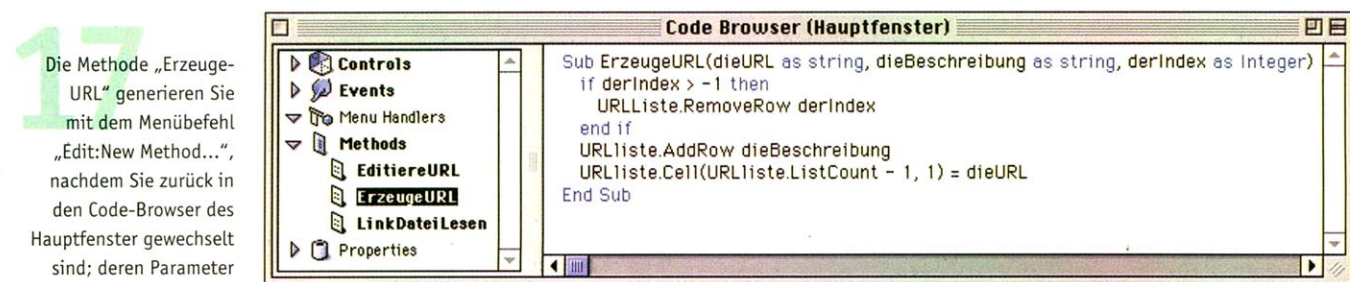 17
Die Methode „Erzeuge-
URL“ generieren Sie
mit dem Menübefehl
„Edit:New Method...“,
nachdem Sie zurück in
den Code-Browser des
Hauptfenster gewechselt
sind; deren Parameter
Code Browser (Hauptfenster)
Controls
Events
Menu Handlers
Methods
EditiereURL
ErzeugeURL
LinkDateiLesen
Properties
Sub ErzeugeURL(dieURL as string, dieBeschreibung as string, derIndex as Integer)
if derIndex > -1 then
URLListe.RemoveRow derIndex
end if
URLliste.AddRow dieBeschreibung
URLliste.Cell(URLliste.ListCount - 1, 1) = dieURL
End Sub